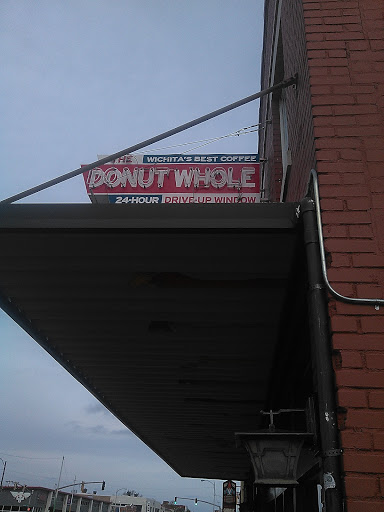 THE
WICHITA'S BEST COFFEE
DONUT WHOLE
24-HOUR DRIVE-UP WINDOW